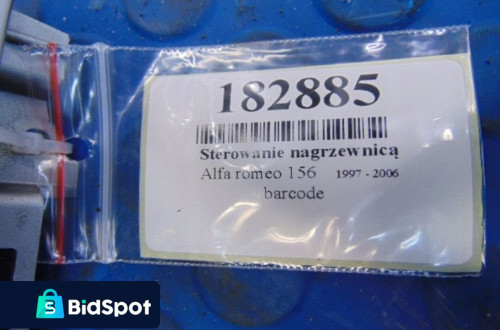 182885
Sterowanie nagrzewnicą
Alfa romeo 156 1997 - 2006
barcode
S
BidSpot